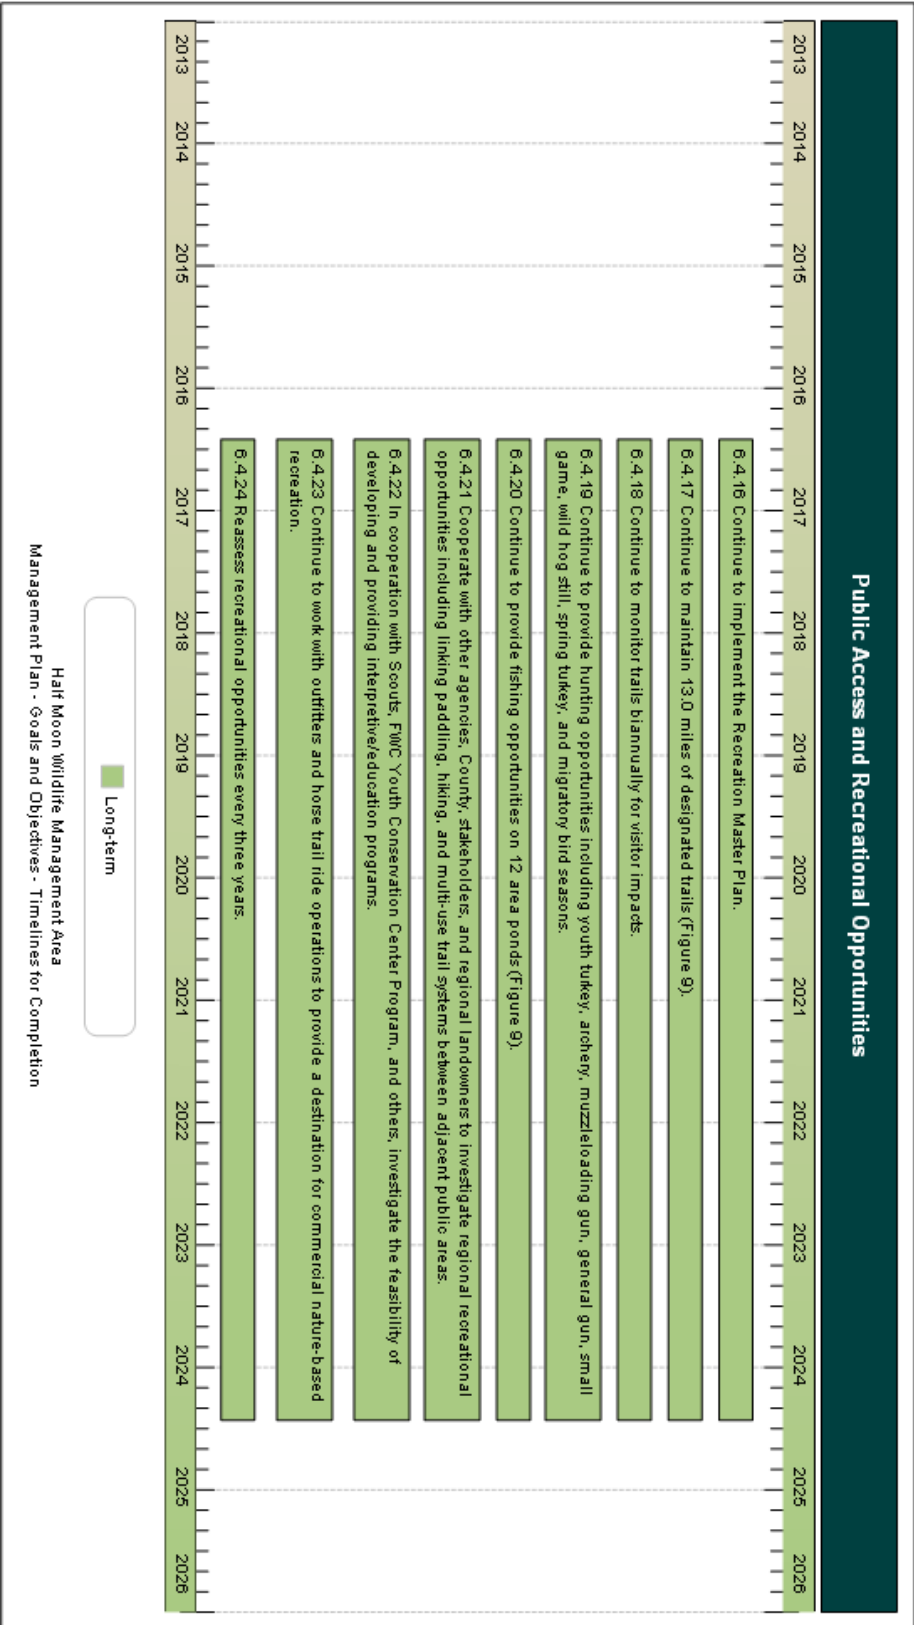 Public Access and Recreational Opportunities
2013 2014 2015 2016 2017 2018 2019 2020 2021 2022 2023 2024 2025 2026
6.4.16 Continue to implement the Recreation Master Plan.
6.4.17 Continue to maintain 13.0 miles of designated trails (Figure 9).
6.4.18 Continue to monitor trails biannually for visitor impacts.
6.4.19 Continue to provide hunting opportunities including youth turkey, archery, muzzleloading gun, general gun, small
game, wild hog still, spring turkey, and migratory bird seasons.
6.4.20 Continue to provide fishing opportunities on 12 area ponds (Figure 9).
6.4.21 Cooperate with other agencies, County, stakeholders, and regional landowners to investigate regional recreational
opportunities including linking paddling, hiking, and multi-use trail systems between adjacent public areas.
6.4.22 In cooperation with Scouts, FWC Youth Conservation Center Program, and others, investigate the feasibility of
developing and providing interpretive/education programs.
6.4.23 Continue to work with outfitters and horse trail ride operations to provide a destination for commercial nature-based
recreation.
6.4.24 Reassess recreational opportunities every three years.
2013 2014 2015 2016 2017 2018 2019 2020 2021 2022 2023 2024 2025 2026
Long-term
Half Moon Wildlife Management Area
Management Plan - Goals and Objectives - Timelines for Completion